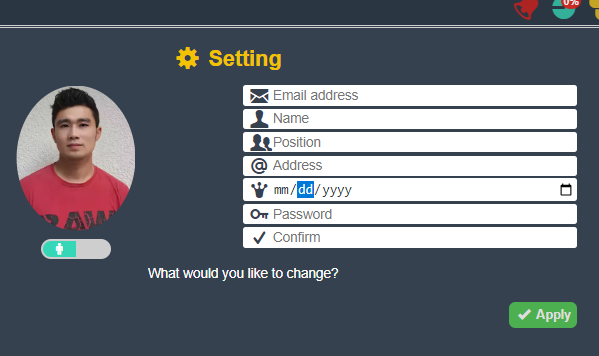 0%
Setting
Email address
Name
Position
Address
mm/dd/yyyy
Password
Confirm
What would you like to change?
Apply